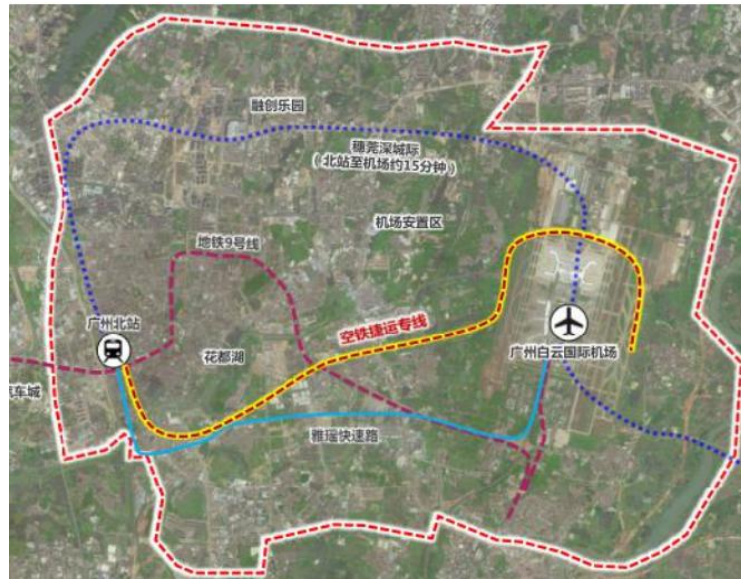 融创乐园
穗莞深城际
（北站至机场约15分钟）
机场安置区
地铁9号线
广州北站
空铁捷运专线
广州白云国际机场
花都湖
汽车城
雅瑶快速路